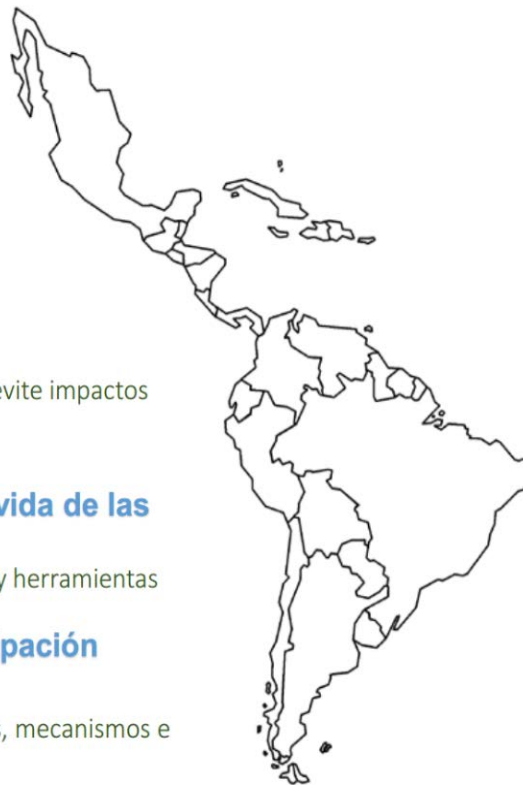 evite impactos
vida de las
y herramientas
pación
, mecanismos e